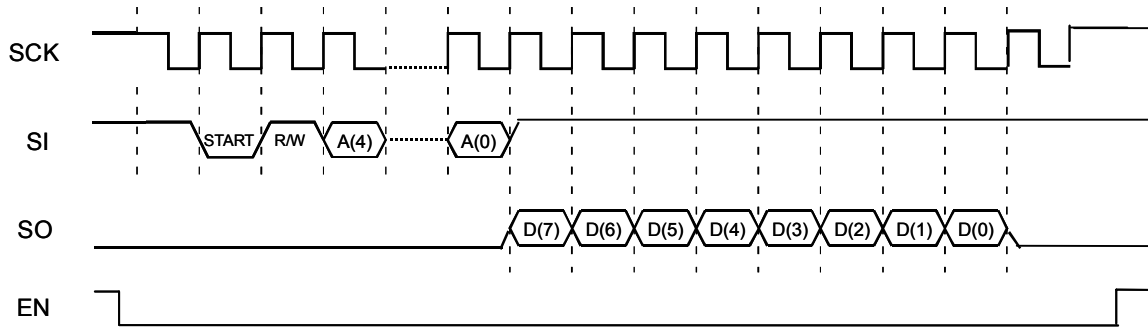 SCK
SI START R/W A(4) A(0)
SO D(7) D(6) D(5) D(4) D(3) D(2) D(1) D(0)
EN